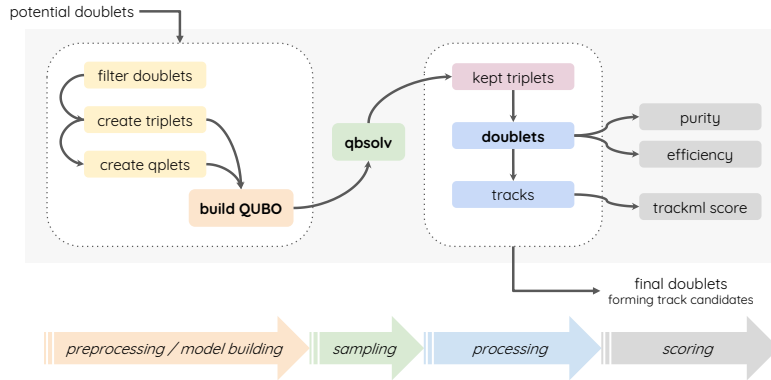 potential doublets
filter doublets
create triplets
create qplets
build QUBO
qbsolv
kept triplets
doublets
tracks
purity
efficiency
trackml score
final doublets
forming track candidates
preprocessing / model building
sampling
processing
scoring